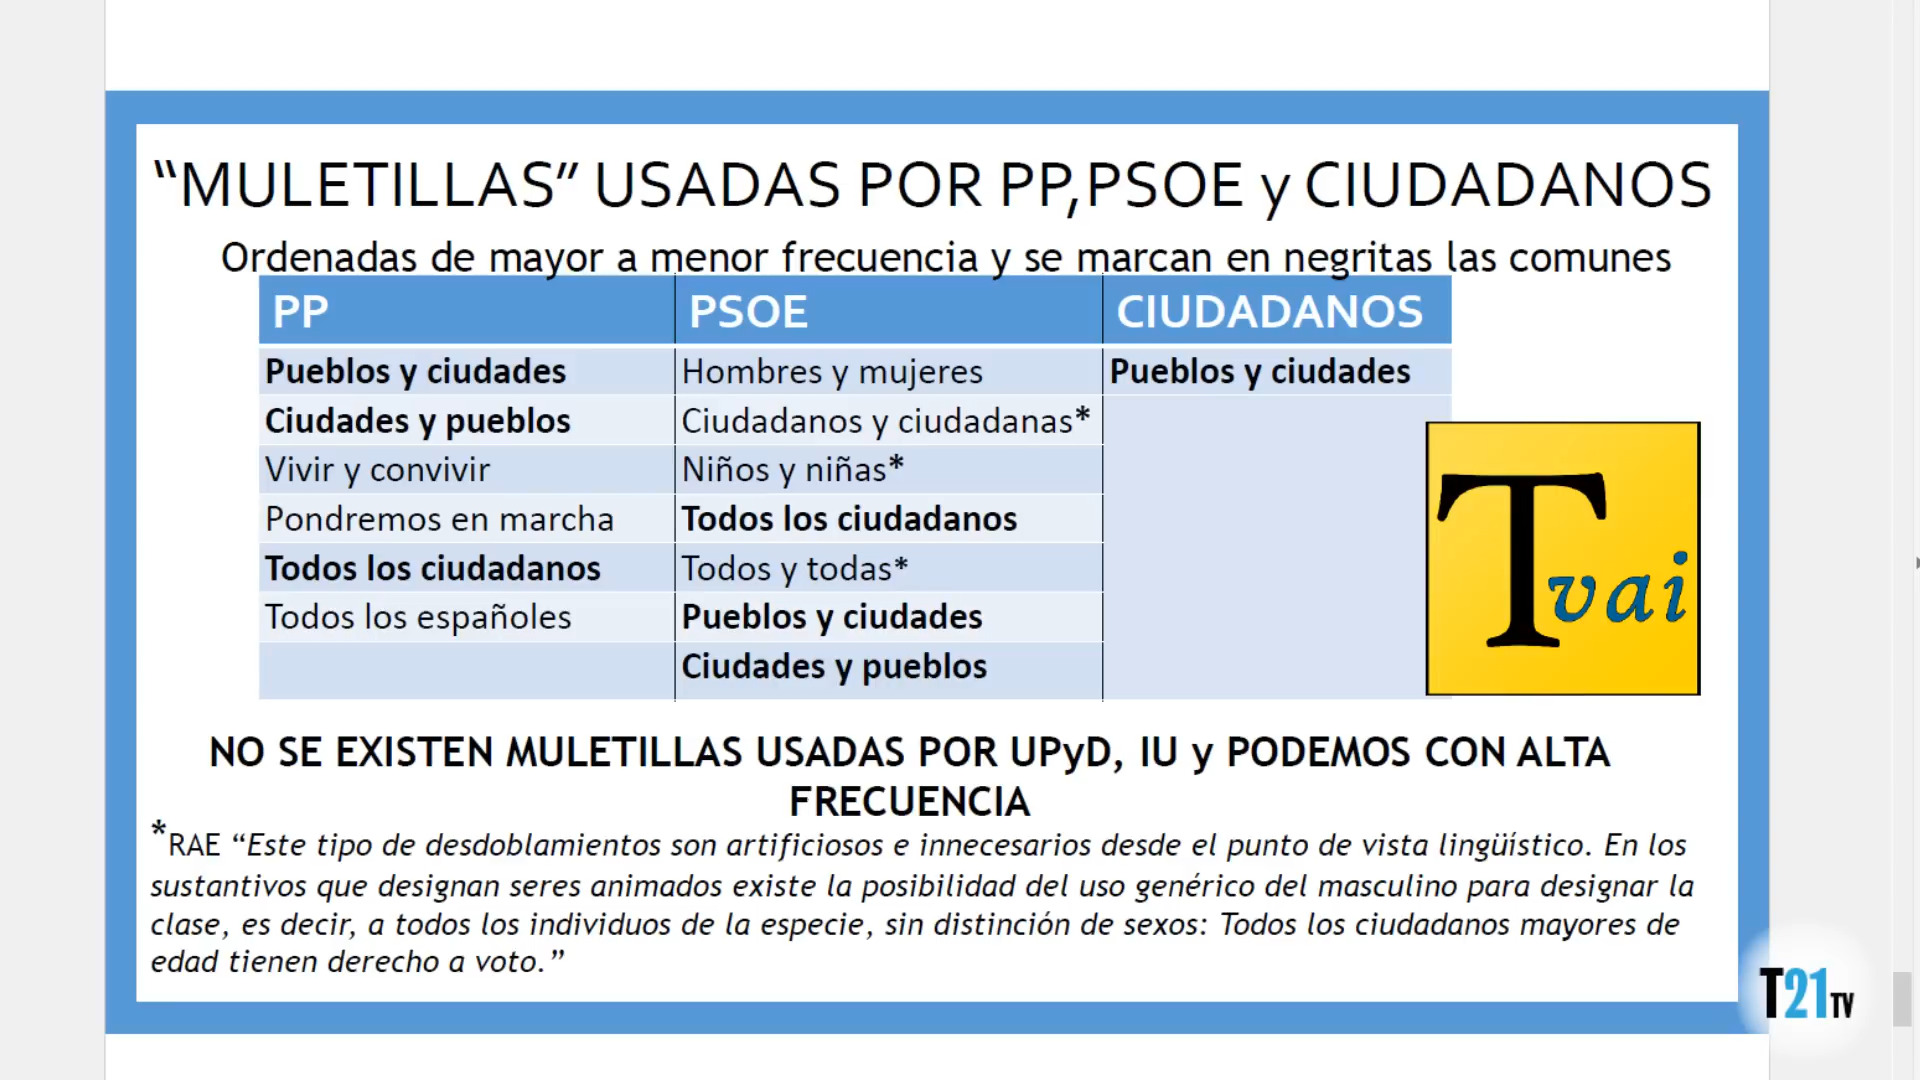 “MULETILLAS” USADAS POR PP,PSOE y CIUDADANOS
Ordenadas de mayor a menor frecuencia y se marcan en negritas las comunes
PP PSOE CIUDADANOS
Pueblos y ciudades Hombres y mujeres Pueblos y ciudades
Ciudades y pueblos Ciudadanos y ciudadanas*
Vivir y convivir Niños y niñas*
Pondremos en marcha Todos los ciudadanos
Todos los ciudadanos Todos y todas*
Todos los españoles Pueblos y ciudades
Ciudades y pueblos
Tvai
NO SE EXISTEN MULETILLAS USADAS POR UPyD, IU y PODEMOS CON ALTA
FRECUENCIA
*RAE “Este tipo de desdoblamientos son artificiosos e innecesarios desde el punto de vista lingüístico. En los
sustantivos que designan seres animados existe la posibilidad del uso genérico del masculino para designar la
clase, es decir, a todos los individuos de la especie, sin distinción de sexos: Todos los ciudadanos mayores de
edad tienen derecho a voto.”
T21TV